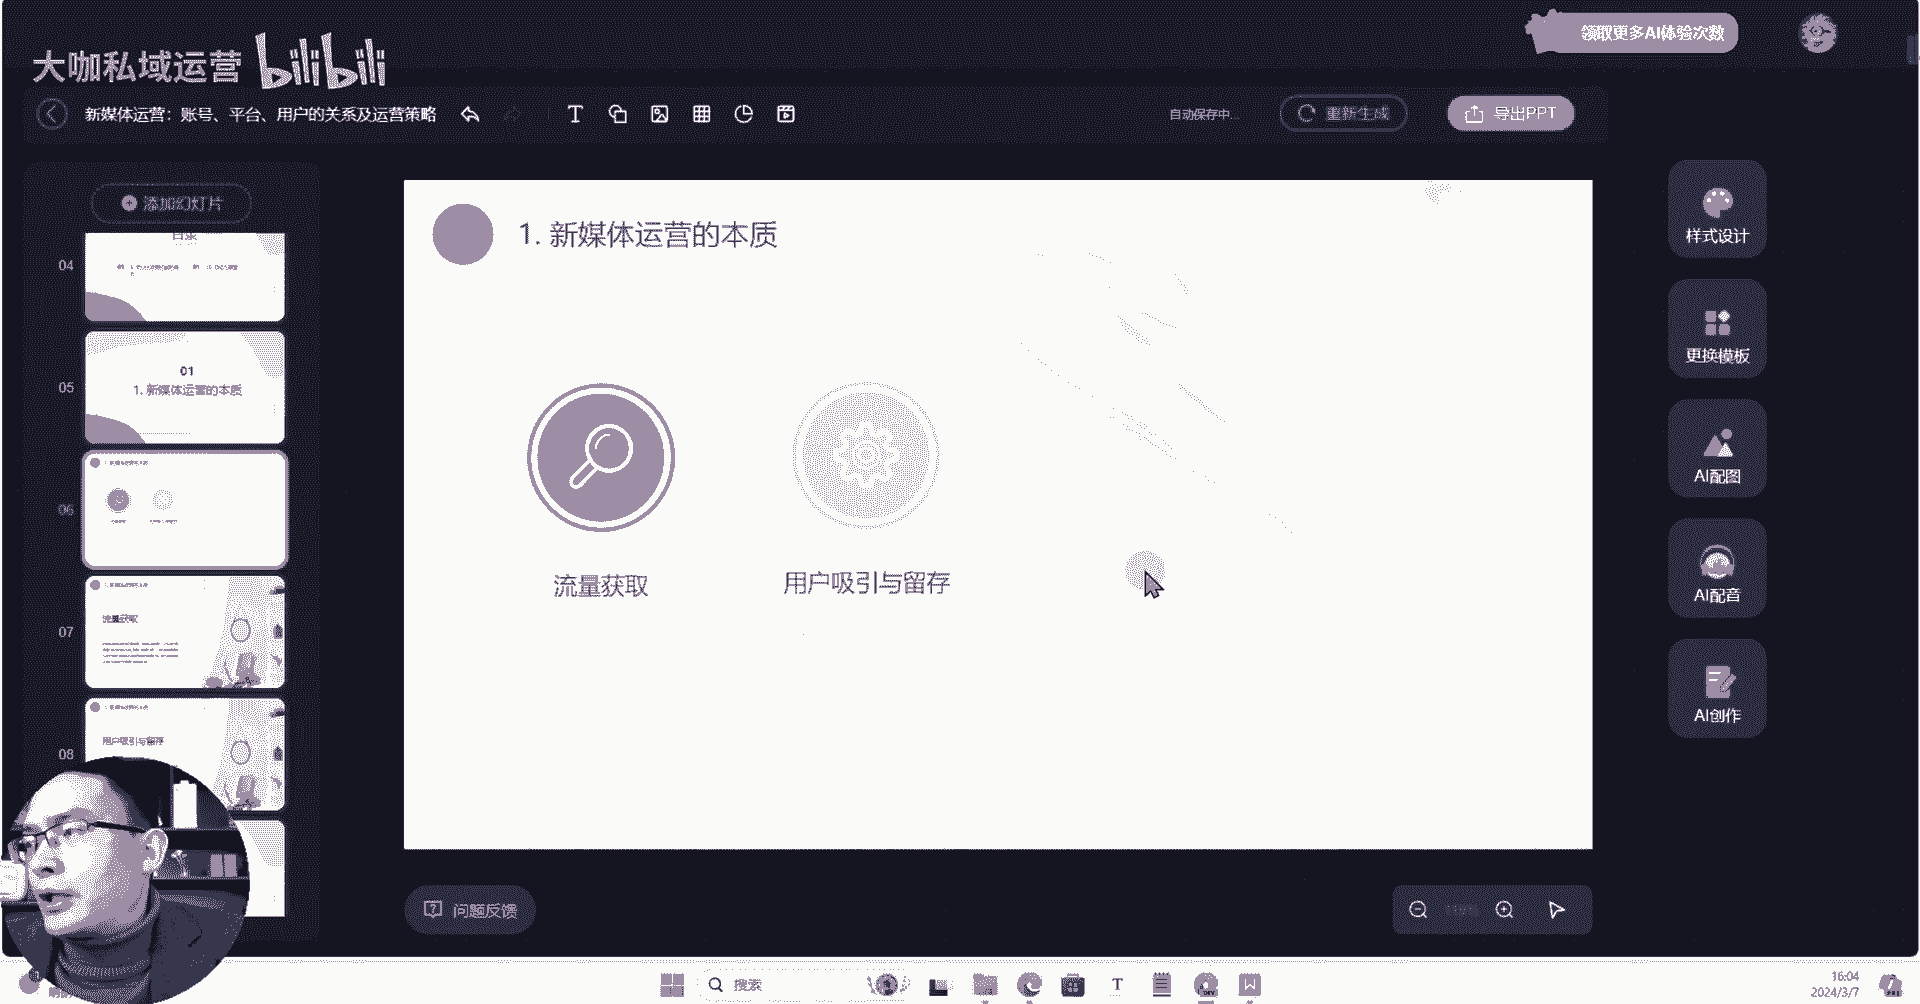 领取更多AI体验次数
大咖私域运营 bilibili
新媒体运营：账号、平台、用户的关系及运营策略
自动保存中...
重新生成
导出PPT
添加幻灯片
目录
04
05
01
1. 新媒体运营的本质
06
07
流量获取
08
用户吸引与留存
1. 新媒体运营的本质
流量获取
用户吸引与留存
样式设计
更换模板
AI配图
AI配音
AI创作
问题反馈
搜索
16:04
2024/3/7